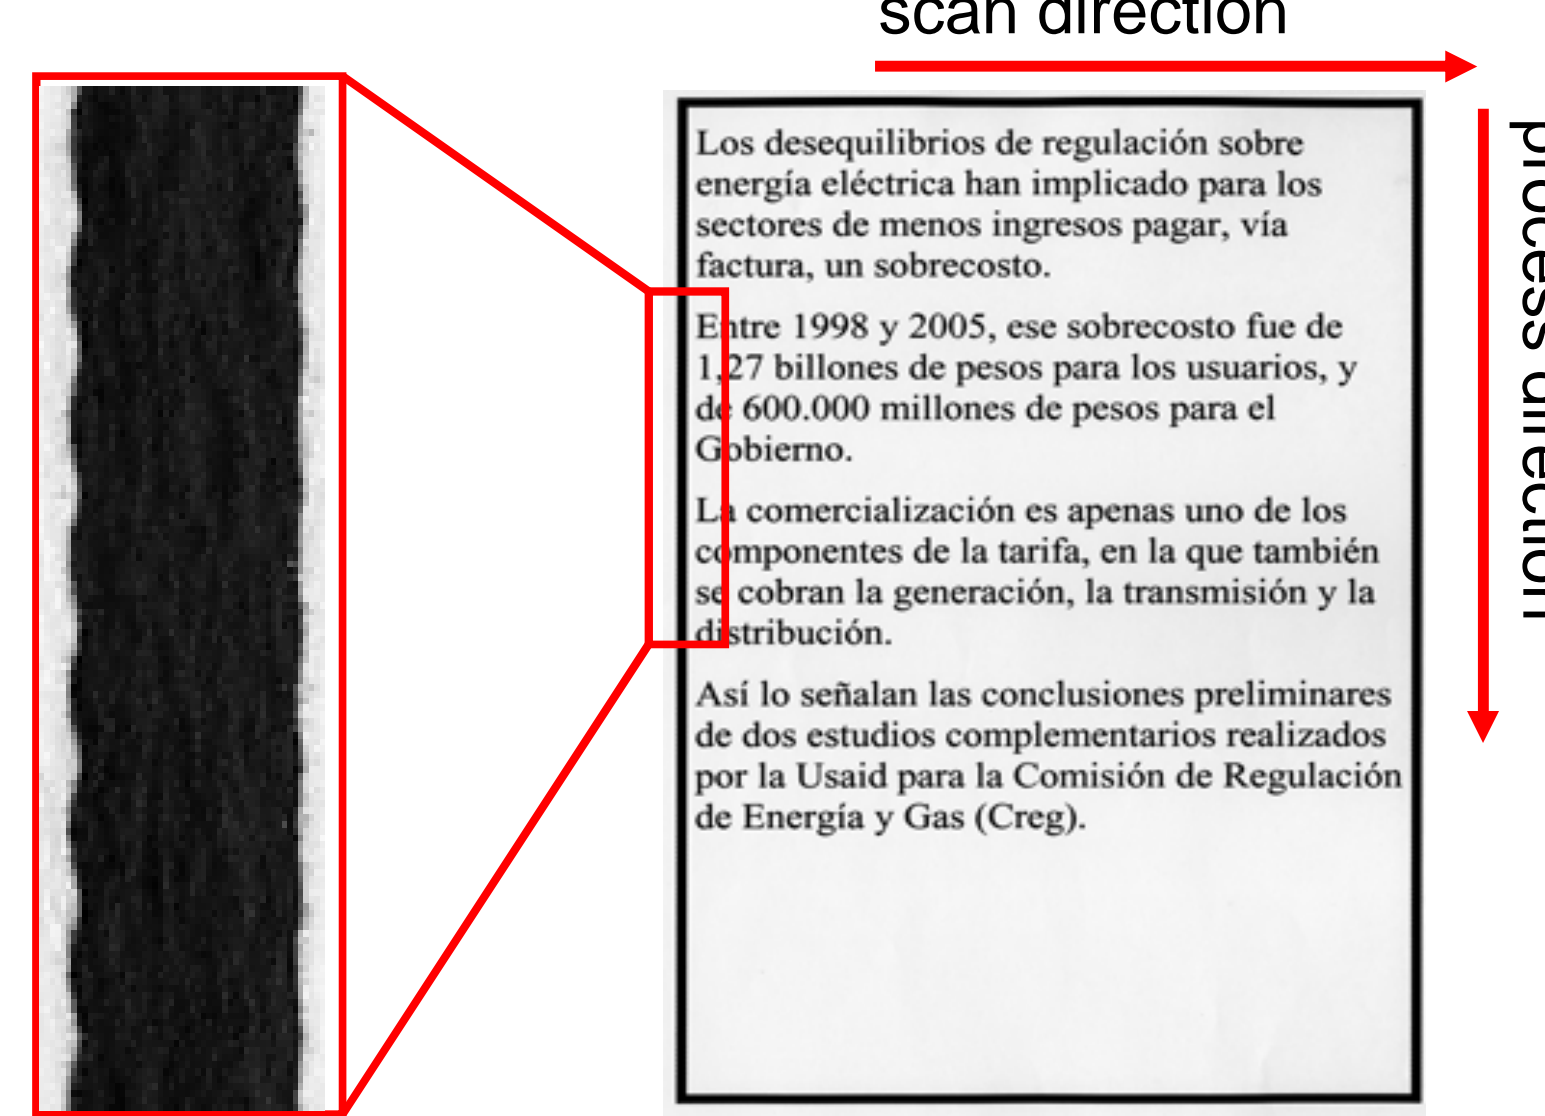 scan direction
process direction
Los desequilibrios de regulación sobre
energía eléctrica han implicado para los
sectores de menos ingresos pagar, vía
factura, un sobrecosto.
Entre 1998 y 2005, ese sobrecosto fue de
1,27 billones de pesos para los usuarios, y
de 600.000 millones de pesos para el
Gobierno.
La comercialización es apenas uno de los
componentes de la tarifa, en la que también
se cobran la generación, la transmisión y la
distribución.
Así lo señalan las conclusiones preliminares
de dos estudios complementarios realizados
por la Usaid para la Comisión de Regulación
de Energía y Gas (Creg).